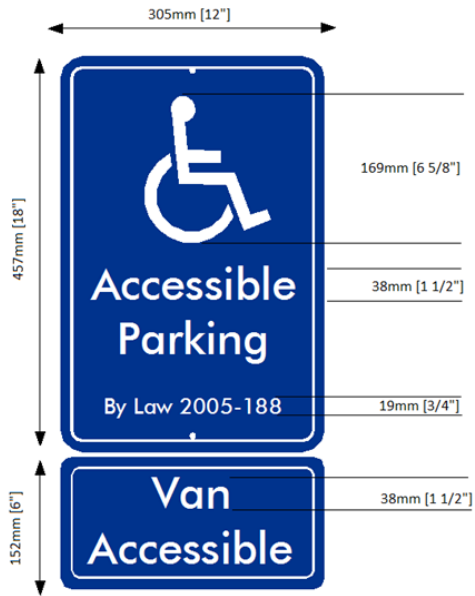 305mm [12"]
457mm [18"]
169mm [6 5/8"]
Accessible
38mm [1 1/2"]
Parking
By Law 2005-188
19mm [3/4"]
152mm [6"]
Van
38mm [1 1/2"]
Accessible